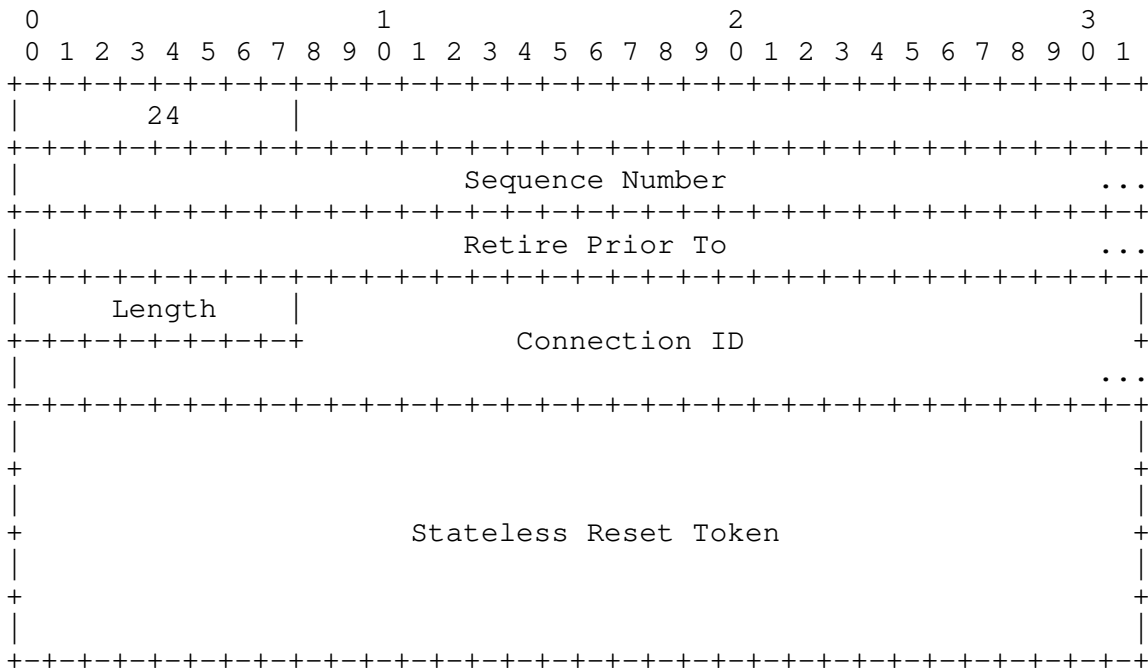 0                   1                   2                   3
 0 1 2 3 4 5 6 7 8 9 0 1 2 3 4 5 6 7 8 9 0 1 2 3 4 5 6 7 8 9 0 1
+-+-+-+-+-+-+-+-+-+-+-+-+-+-+-+-+-+-+-+-+-+-+-+-+-+-+-+-+-+-+-+-+
|       24      |
+-+-+-+-+-+-+-+-+-+-+-+-+-+-+-+-+-+-+-+-+-+-+-+-+-+-+-+-+-+-+-+-+
|                         Sequence Number                     ...
+-+-+-+-+-+-+-+-+-+-+-+-+-+-+-+-+-+-+-+-+-+-+-+-+-+-+-+-+-+-+-+-+
|                         Retire Prior To                     ...
+-+-+-+-+-+-+-+-+-+-+-+-+-+-+-+-+-+-+-+-+-+-+-+-+-+-+-+-+-+-+-+-+
|     Length    |                                               |
+-+-+-+-+-+-+-+-+            Connection ID                      +
|                                                             ...
+-+-+-+-+-+-+-+-+-+-+-+-+-+-+-+-+-+-+-+-+-+-+-+-+-+-+-+-+-+-+-+-+
|                                                               |
+                                                               +
|                                                               |
+                      Stateless Reset Token                    +
|                                                               |
+                                                               +
|                                                               |
+-+-+-+-+-+-+-+-+-+-+-+-+-+-+-+-+-+-+-+-+-+-+-+-+-+-+-+-+-+-+-+-+